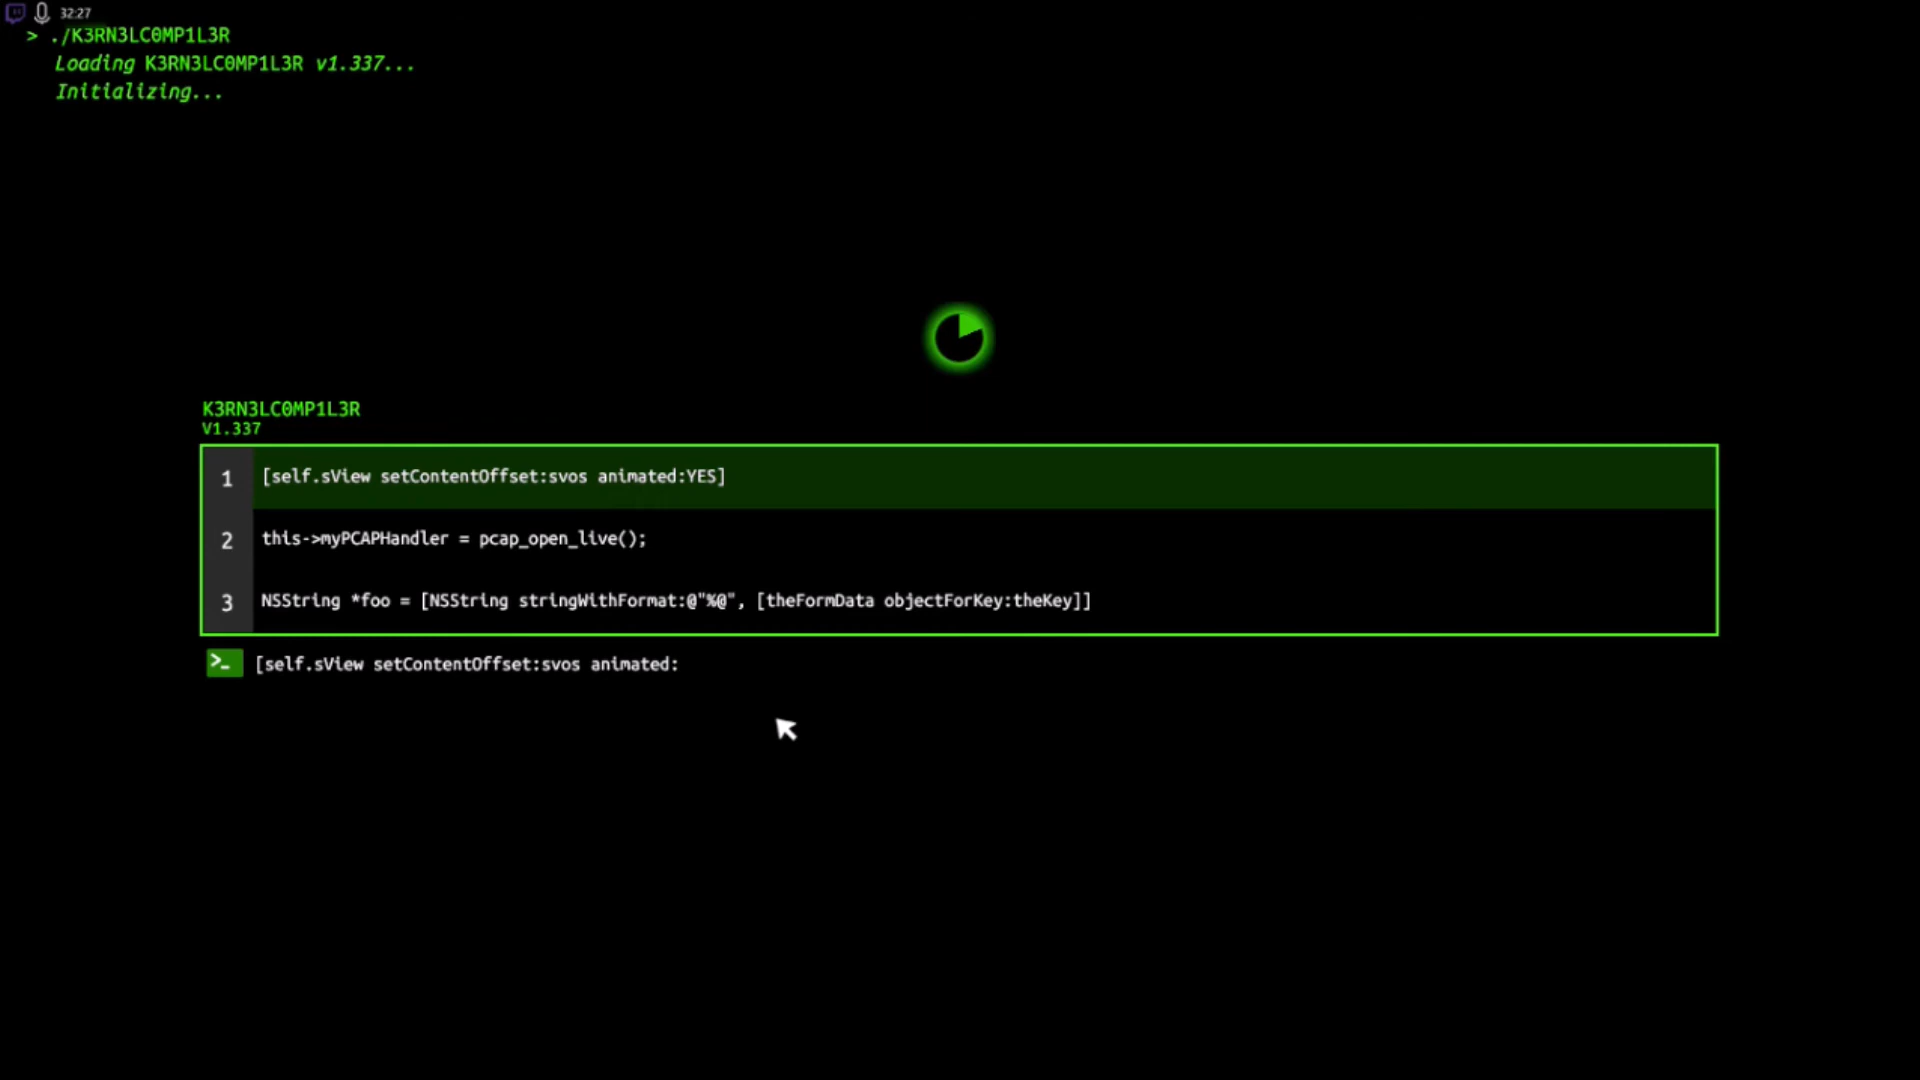 32:27
> ./K3RN3LC0MP1L3R
Loading K3RN3LC0MP1L3R v1.337...
Initializing...
K3RN3LC0MP1L3R
V1.337
1 [self.sView setContentOffset:svos animated:YES]
2 this->myPCAPHandler = pcap_open_live();
3 NSString *foo = [NSString stringWithFormat:@"%@", [theFormData objectForKey:theKey]]
>_ [self.sView setContentOffset:svos animated: